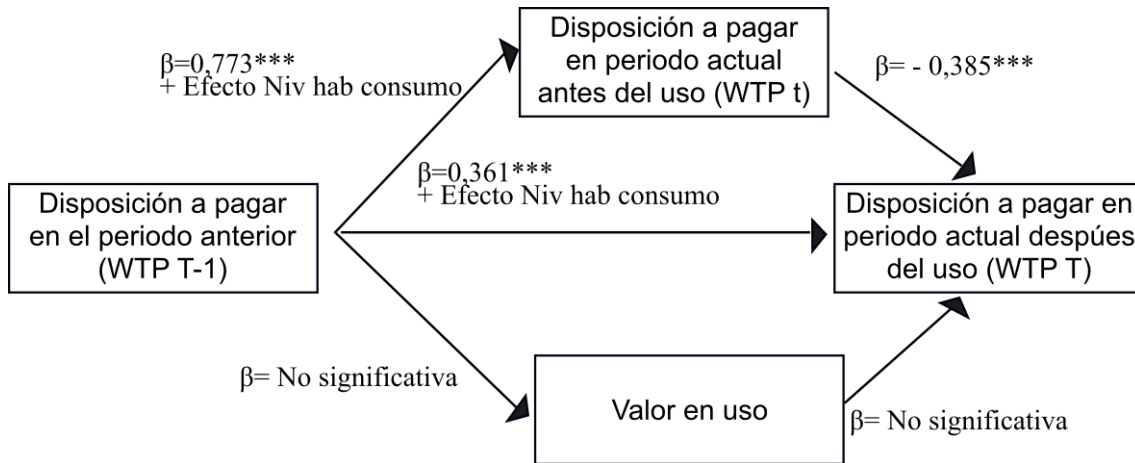 Disposición a pagar
en periodo actual
antes del uso (WTP t)
β=0,773***
+ Efecto Niv hab consumo
β= - 0,385***
β=0,361***
+ Efecto Niv hab consumo
Disposición a pagar
en el periodo anterior
(WTP T-1)
Disposición a pagar en
periodo actual despúes
del uso (WTP T)
β= No significativa
Valor en uso
β= No significativa